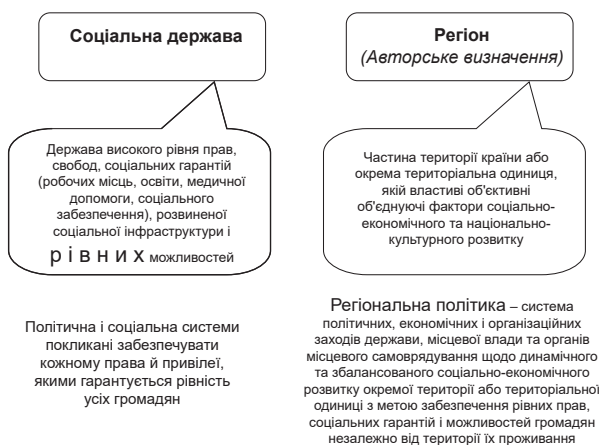 Соціальна держава
Держава високого рівня прав,
свобод, соціальних гарантій
(робочих місць, освіти, медичної
допомоги, соціального
забезпечення), розвиненої
соціальної інфраструктури і
рівних можливостей
Політична і соціальна системи
покликані забезпечувати
кожному права й привілеї,
якими гарантується рівність
усіх громадян
Регіон
(Авторське визначення)
Частина території країни або
окрема територіальна одиниця,
якій властиві об'єктивні
об'єднуючі фактори соціально-
економічного та національно-
культурного розвитку
Регіональна політика – система
політичних, економічних і організаційних
заходів держави, місцевої влади та органів
місцевого самоврядування щодо динамічного
та збалансованого соціально-економічного
розвитку окремої території або територіальної
одиниці з метою забезпечення рівних прав,
соціальних гарантій і можливостей громадян
незалежно від території їх проживання